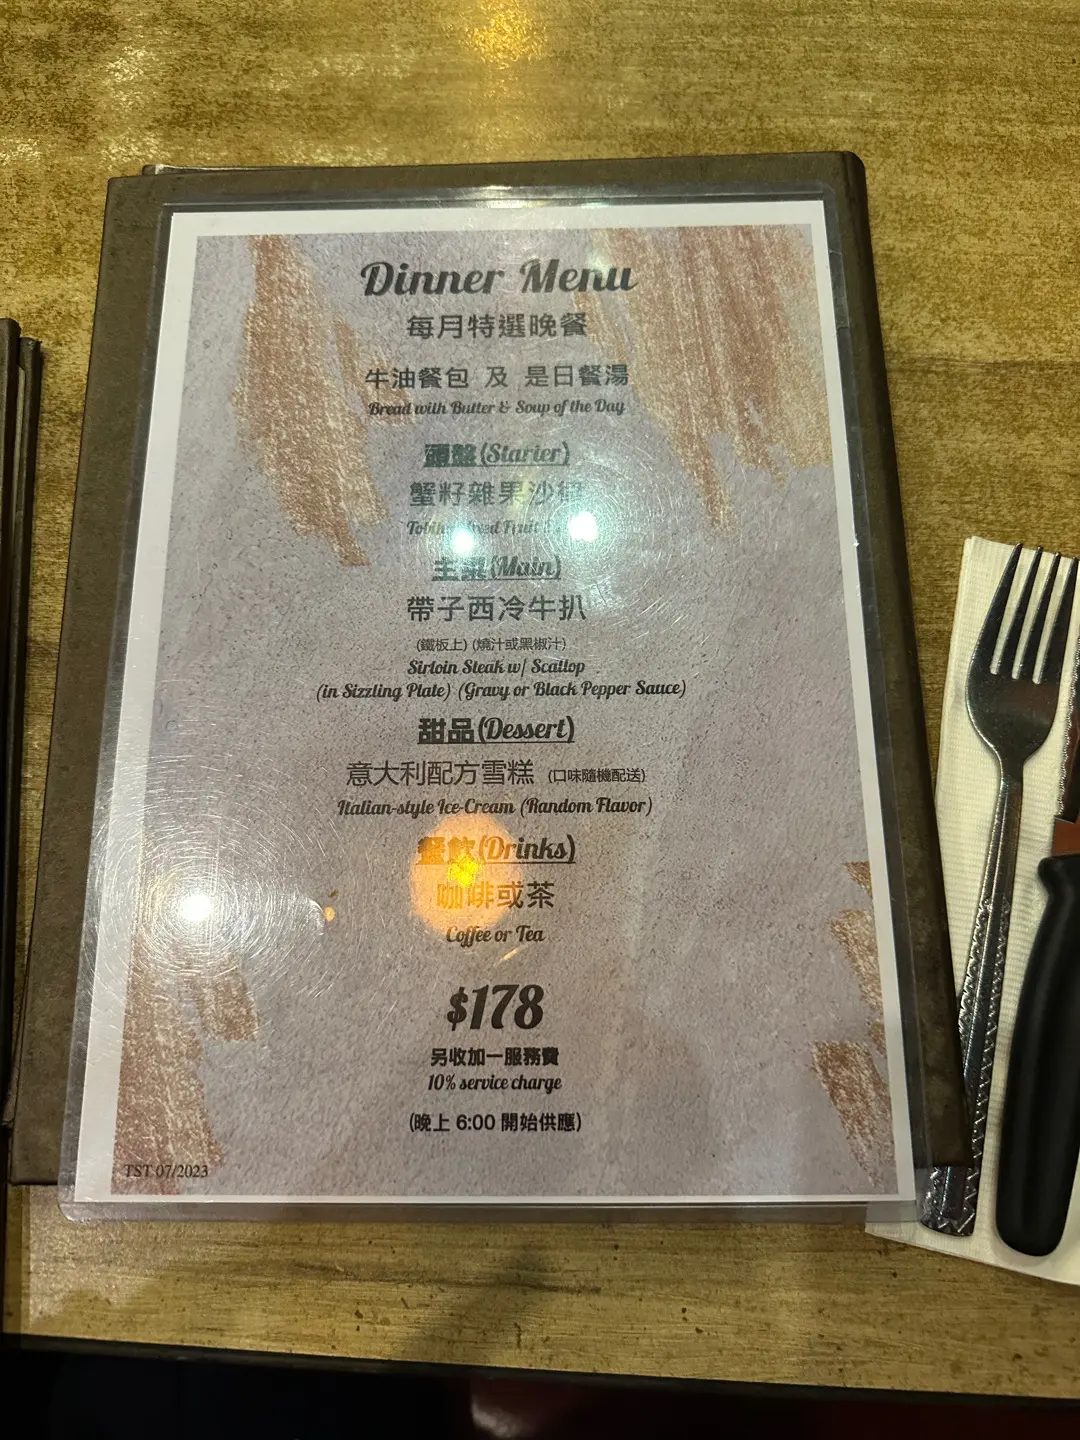 Dinner Menu
每月特選晚餐
牛油餐包 及 是日餐湯
Bread with Butter & Soup of the Day
頭盤(Starter)
蟹籽雜果沙律
Fruit
主菜(Main)
帶子西冷牛扒
(鐵板上) (燒汁或黑椒汁)
Sirloin Steak w/ Scallop
(in Sizzling Plate) (Gravy or Black Pepper Sauce)
甜品(Dessert)
意大利配方雪糕 (口味隨機配送)
Italian-style Ice-Cream (Random Flavor)
餐飲(Drinks)
咖啡或茶
Coffee or Tea
$178
另收加一服務費
10% service charge
(晚上 6:00 開始供應)
TST 07/2023